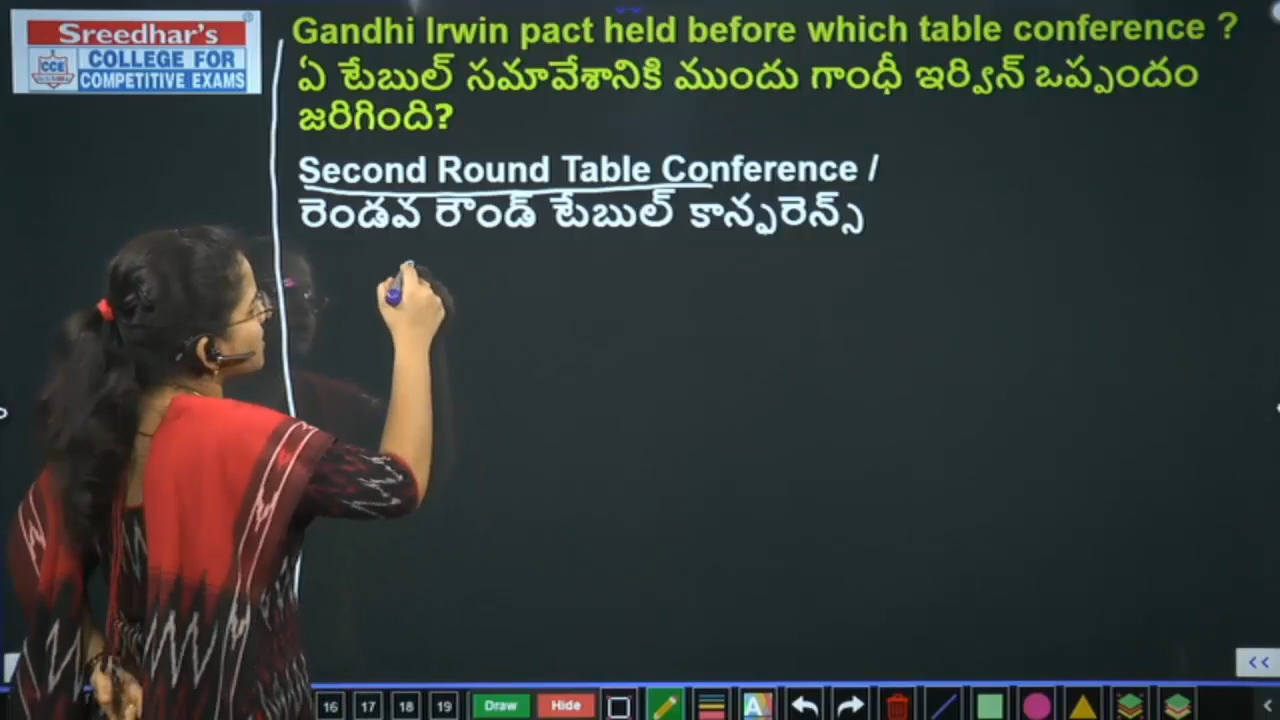 Sreedhar's
CCE
COLLEGE FOR
COMPETITIVE EXAMS
Gandhi Irwin pact held before which table conference ?
ఏ టేబుల్ సమావేశానికి ముందు గాంధీ ఇర్విన్ ఒప్పందం
జరిగింది?
Second Round Table Conference /
రెండవ రౌండ్ టేబుల్ కాన్ఫరెన్స్
<<
16 17 18 19 Draw Hide A <